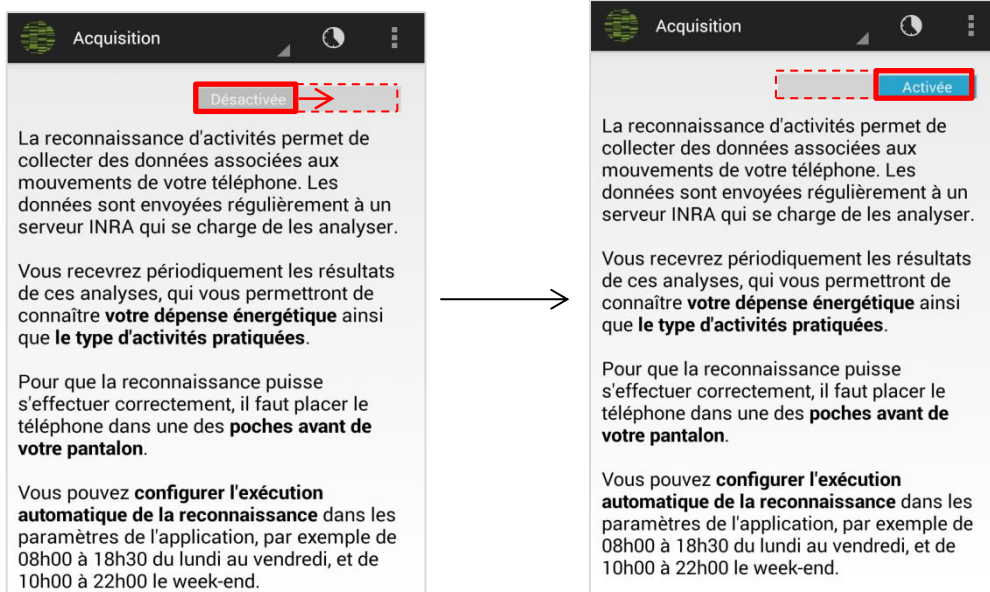 Acquisition
Désactivée
La reconnaissance d'activités permet de
collecter des données associées aux
mouvements de votre téléphone. Les
données sont envoyées régulièrement à un
serveur INRA qui se charge de les analyser.
Vous recevrez périodiquement les résultats
de ces analyses, qui vous permettront de
connaître votre dépense énergétique ainsi
que le type d'activités pratiquées.
Pour que la reconnaissance puisse
s'effectuer correctement, il faut placer le
téléphone dans une des poches avant de
votre pantalon.
Vous pouvez configurer l'exécution
automatique de la reconnaissance dans les
paramètres de l'application, par exemple de
08h00 à 18h30 du lundi au vendredi, et de
10h00 à 22h00 le week-end.
Acquisition
Activée
La reconnaissance d'activités permet de
collecter des données associées aux
mouvements de votre téléphone. Les
données sont envoyées régulièrement à un
serveur INRA qui se charge de les analyser.
Vous recevrez périodiquement les résultats
de ces analyses, qui vous permettront de
connaître votre dépense énergétique ainsi
que le type d'activités pratiquées.
Pour que la reconnaissance puisse
s'effectuer correctement, il faut placer le
téléphone dans une des poches avant de
votre pantalon.
Vous pouvez configurer l'exécution
automatique de la reconnaissance dans les
paramètres de l'application, par exemple de
08h00 à 18h30 du lundi au vendredi, et de
10h00 à 22h00 le week-end.